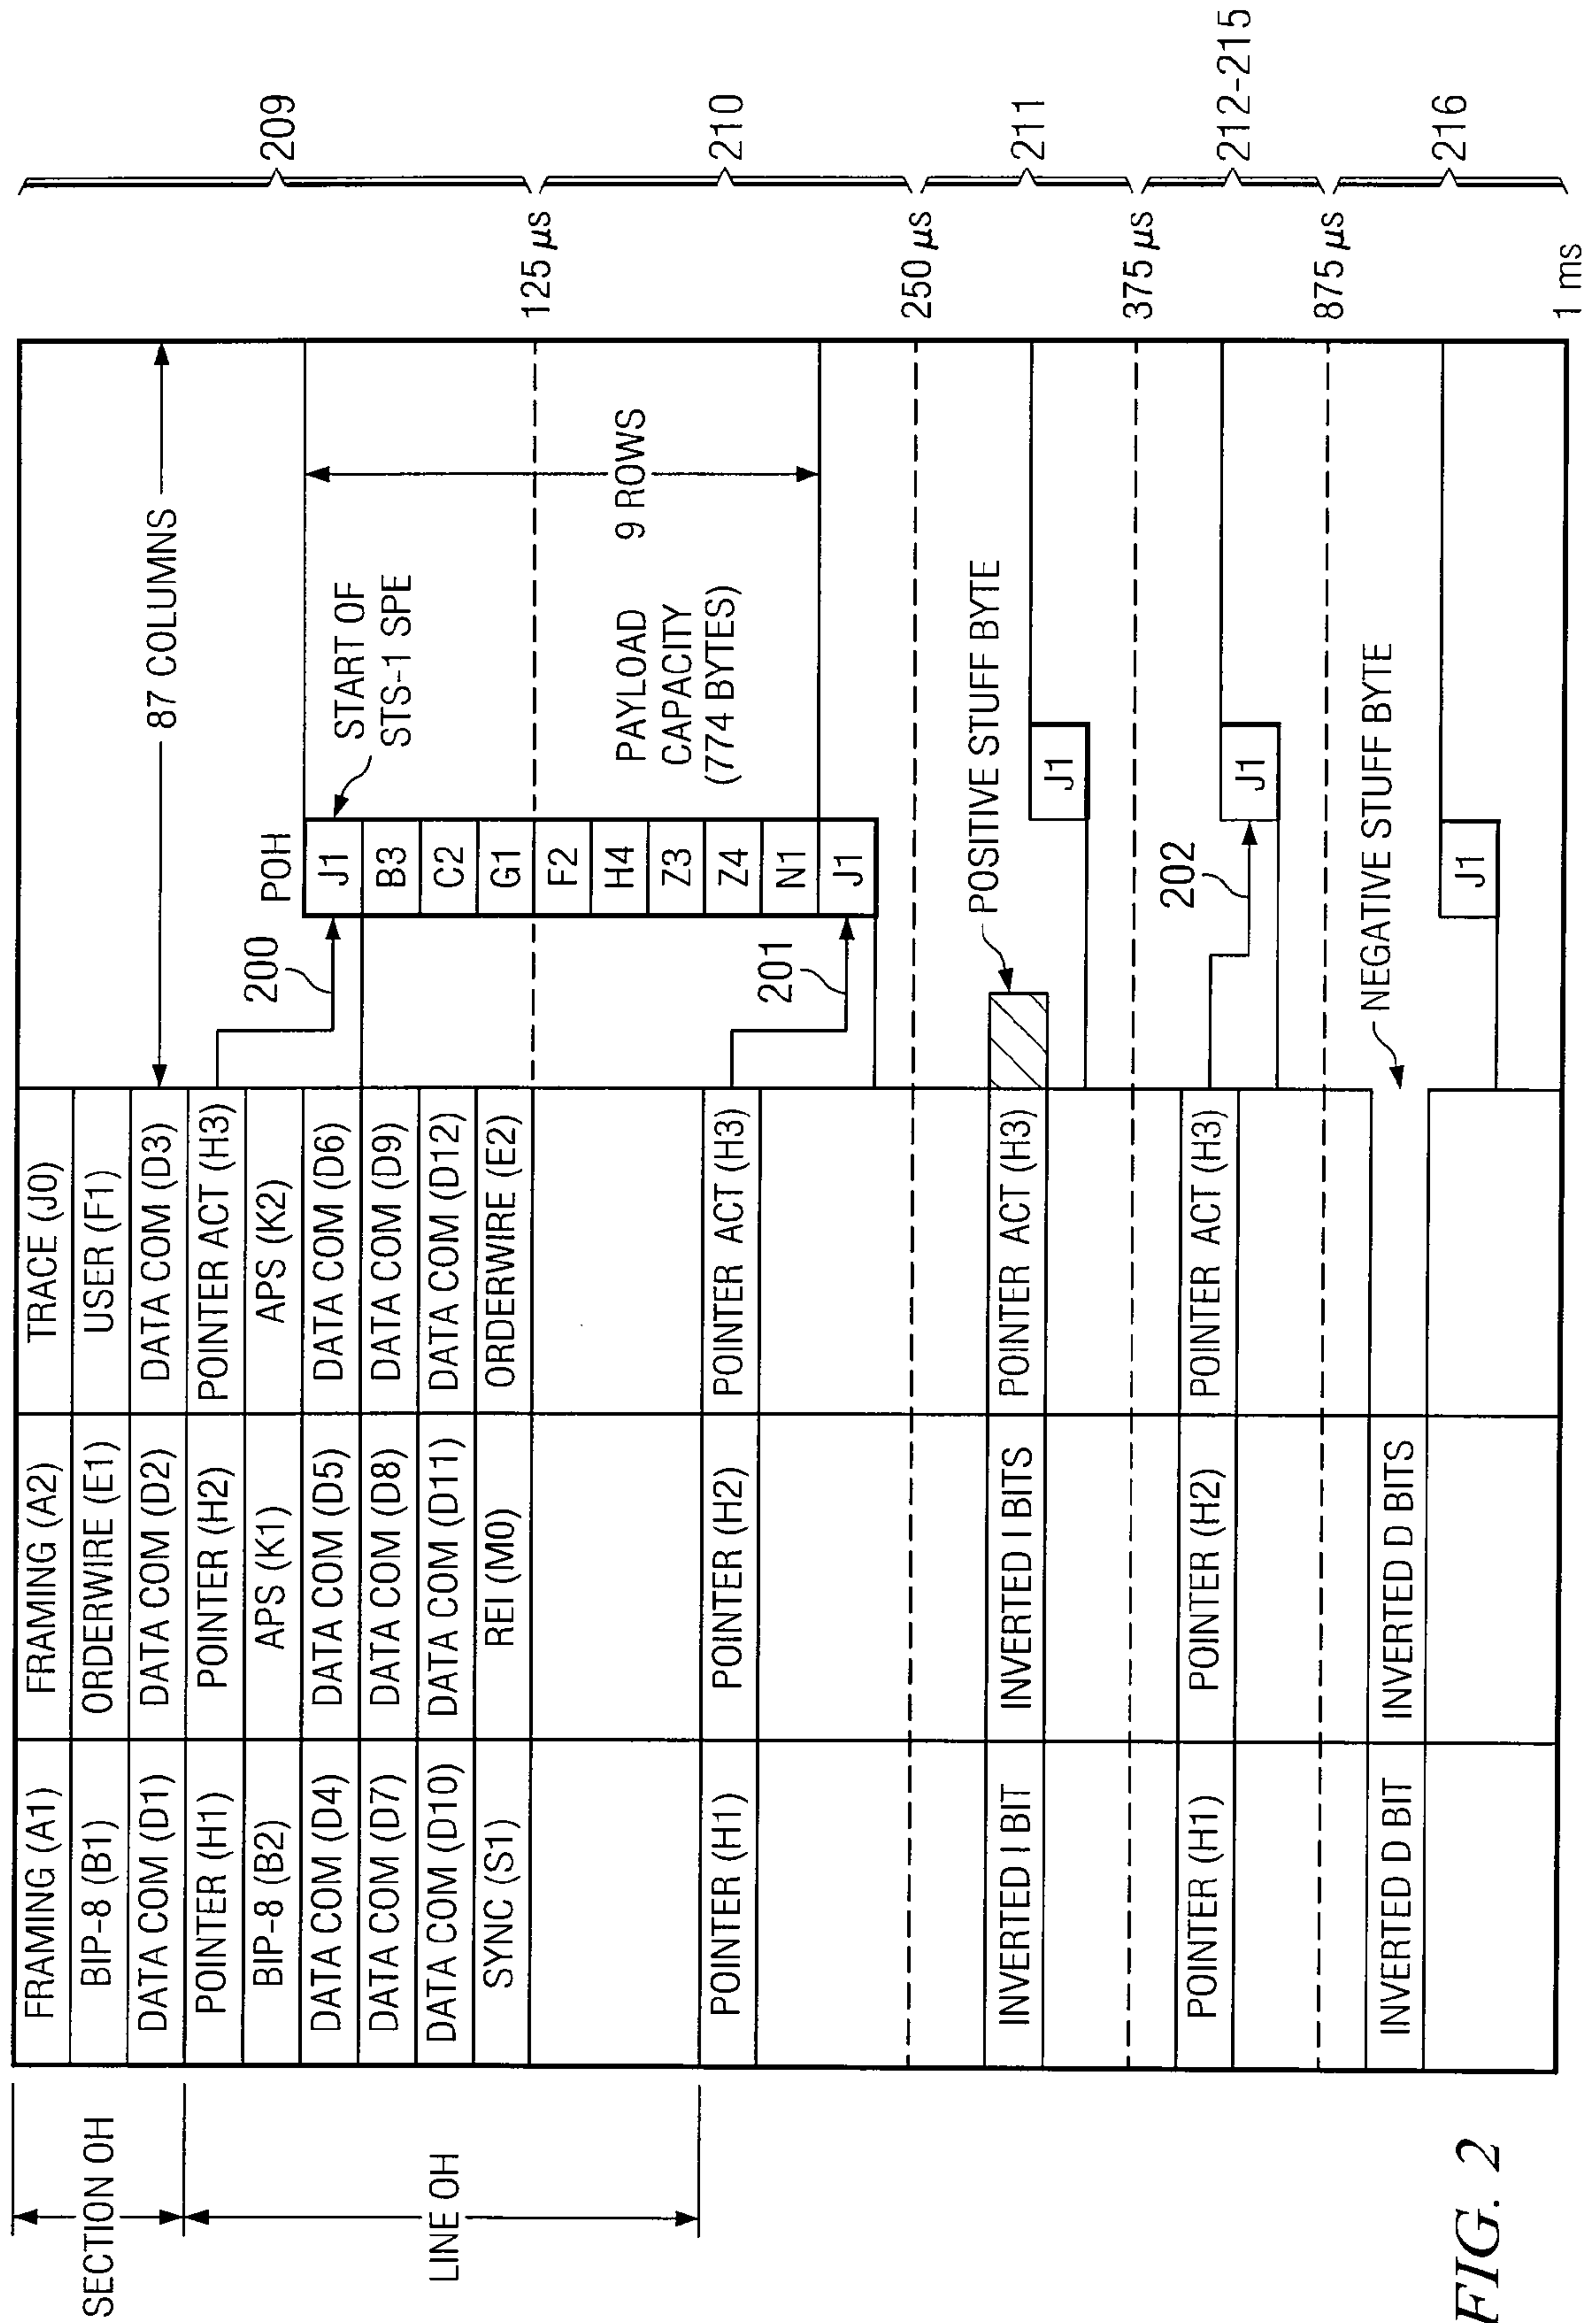 SECTION OH
LINE OH
FRAMING (A1)
FRAMING (A2)
TRACE (J0)
BIP-8 (B1)
ORDERWIRE (E1)
USER (F1)
DATA COM (D1)
DATA COM (D2)
DATA COM (D3)
POINTER (H1)
POINTER (H2)
POINTER ACT (H3)
BIP-8 (B2)
APS (K1)
APS (K2)
DATA COM (D4)
DATA COM (D5)
DATA COM (D6)
DATA COM (D7)
DATA COM (D8)
DATA COM (D9)
DATA COM (D10)
DATA COM (D11)
DATA COM (D12)
SYNC (S1)
REI (M0)
ORDERWIRE (E2)
POINTER (H1)
POINTER (H2)
POINTER ACT (H3)
INVERTED I BIT
INVERTED I BITS
POINTER ACT (H3)
POINTER (H1)
POINTER (H2)
POINTER ACT (H3)
INVERTED D BIT
INVERTED D BITS
87 COLUMNS
POH
200
J1
B3
C2
G1
F2
H4
Z3
Z4
N1
J1
201
START OF
STS-1 SPE
PAYLOAD
CAPACITY
(774 BYTES)
9 ROWS
POSITIVE STUFF BYTE
J1
202
J1
NEGATIVE STUFF BYTE
J1
125 µs
250 µs
375 µs
875 µs
1 ms
209
210
211
212-215
216
FIG. 2